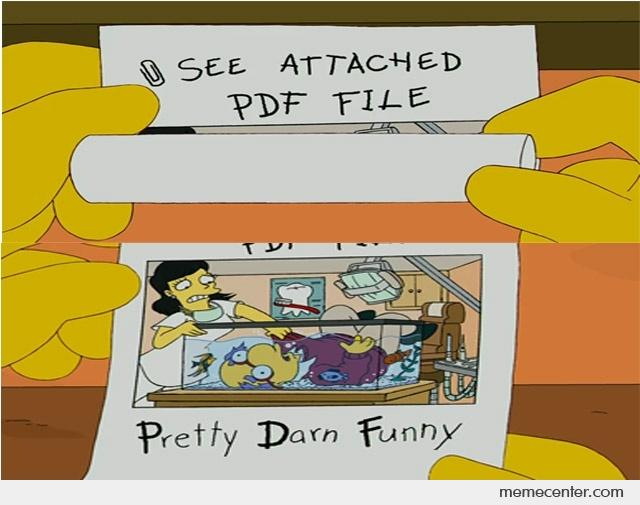 SEE ATTACHED
PDF FILE
Pretty Darn Funny
memecenter.com